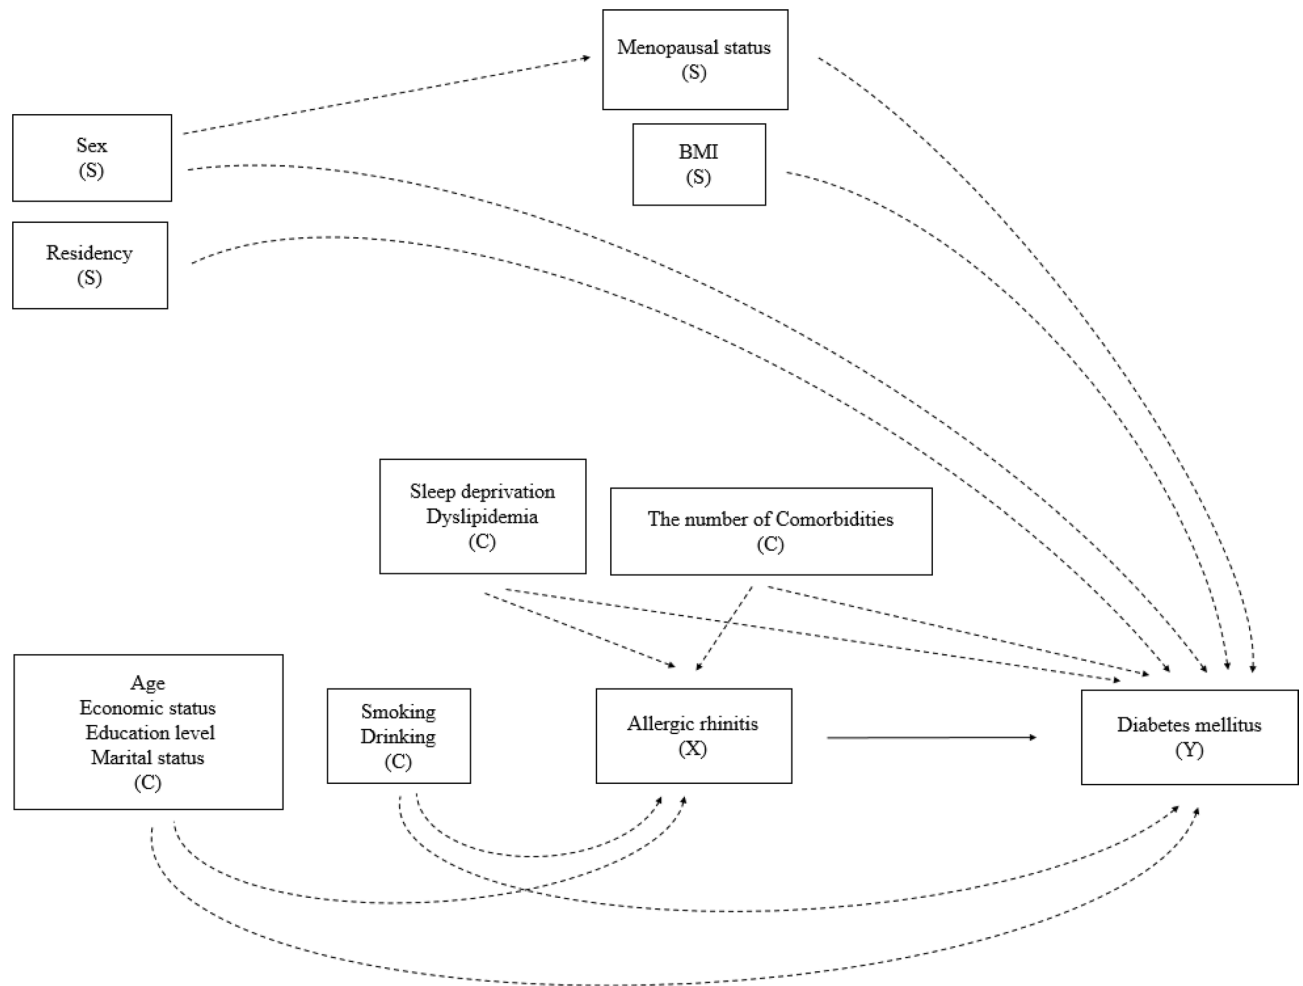 Menopausal status
(S)
Sex
(S)
BMI
(S)
Residency
(S)
Sleep deprivation
Dyslipidemia
(C)
The number of Comorbidities
(C)
Age
Economic status
Education level
Marital status
(C)
Smoking
Drinking
(C)
Allergic rhinitis
(X)
Diabetes mellitus
(Y)